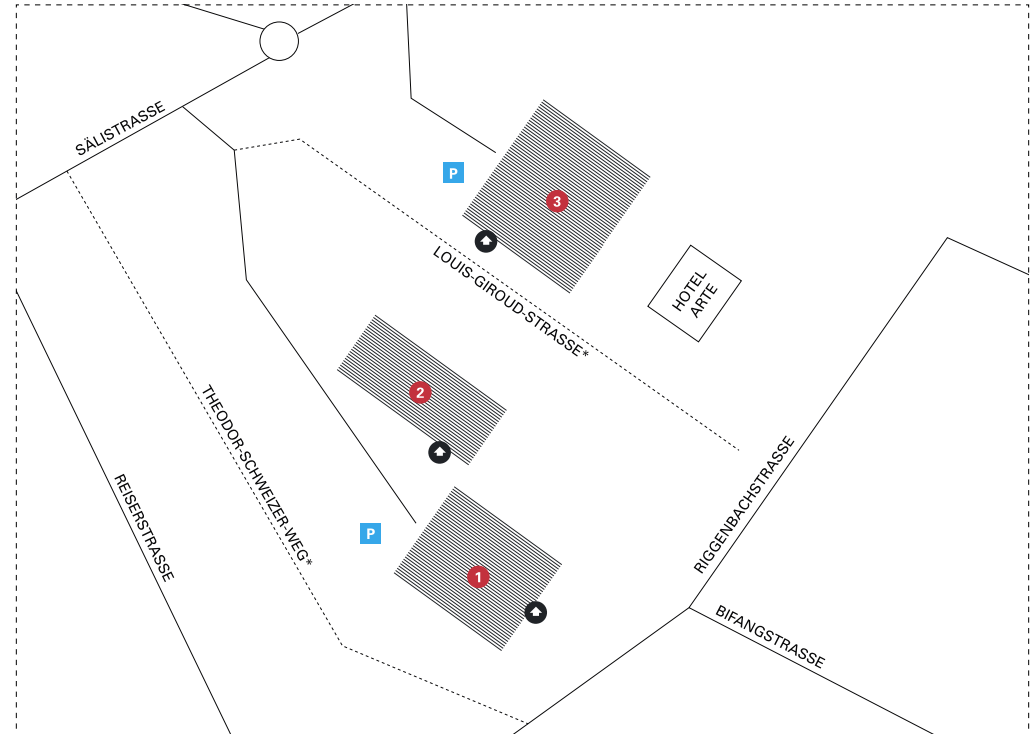 SÄLISTRASSE
P
3
LOUIS-GIROUD-STRASSE*
HOTEL
ARTE
2
THEODOR-SCHWEIZER-WEG*
REISERSTRASSE
P
1
RIGGENBACHSTRASSE
BIFANGSTRASSE